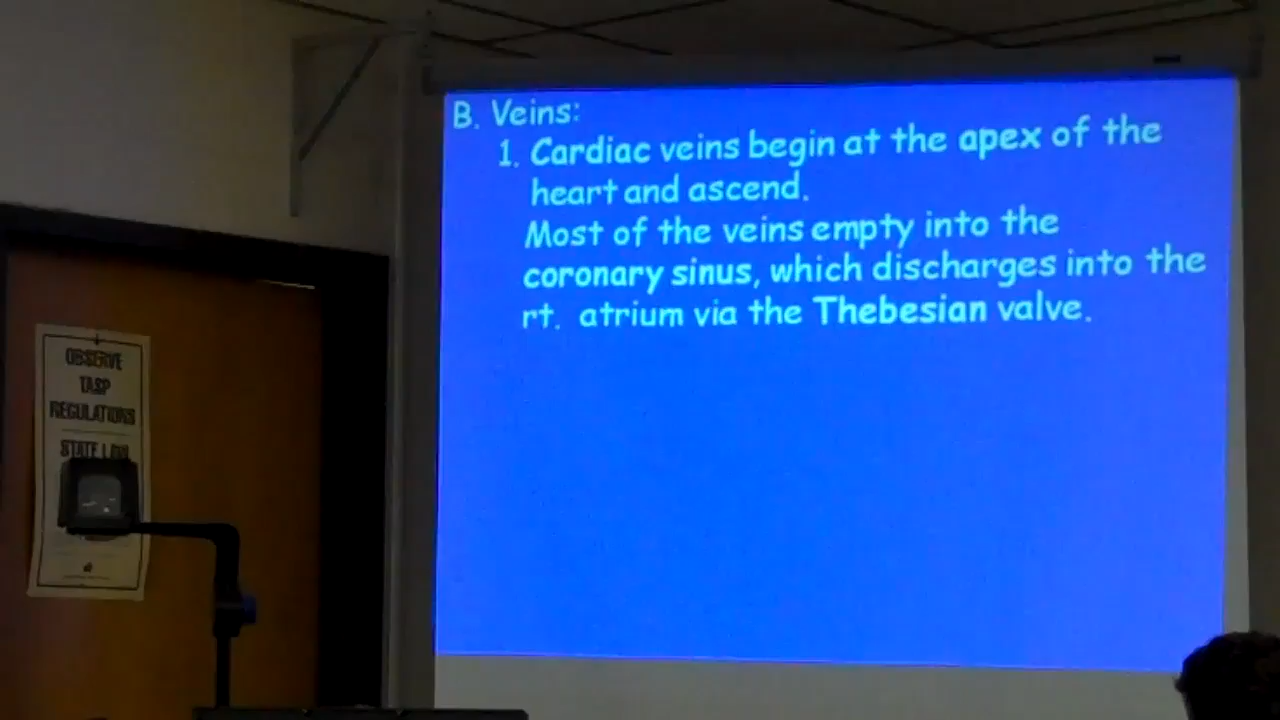 B. Veins:
1. Cardiac veins begin at the apex of the
heart and ascend.
Most of the veins empty into the
coronary sinus, which discharges into the
rt. atrium via the Thebesian valve.
OBSERVE
TASP
REGULATIONS
STATE LAW